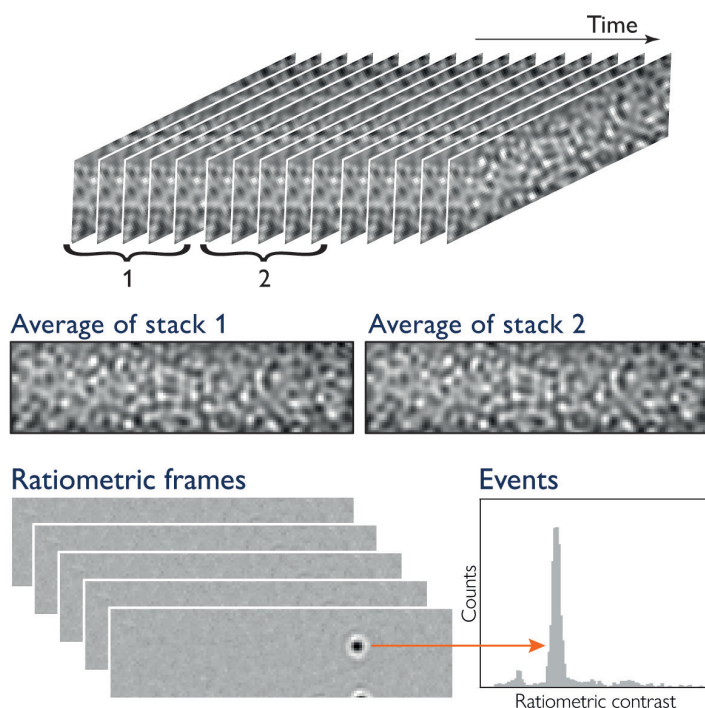 Time
1
2
Average of stack 1
Average of stack 2
Ratiometric frames
Events
Counts
Ratiometric contrast